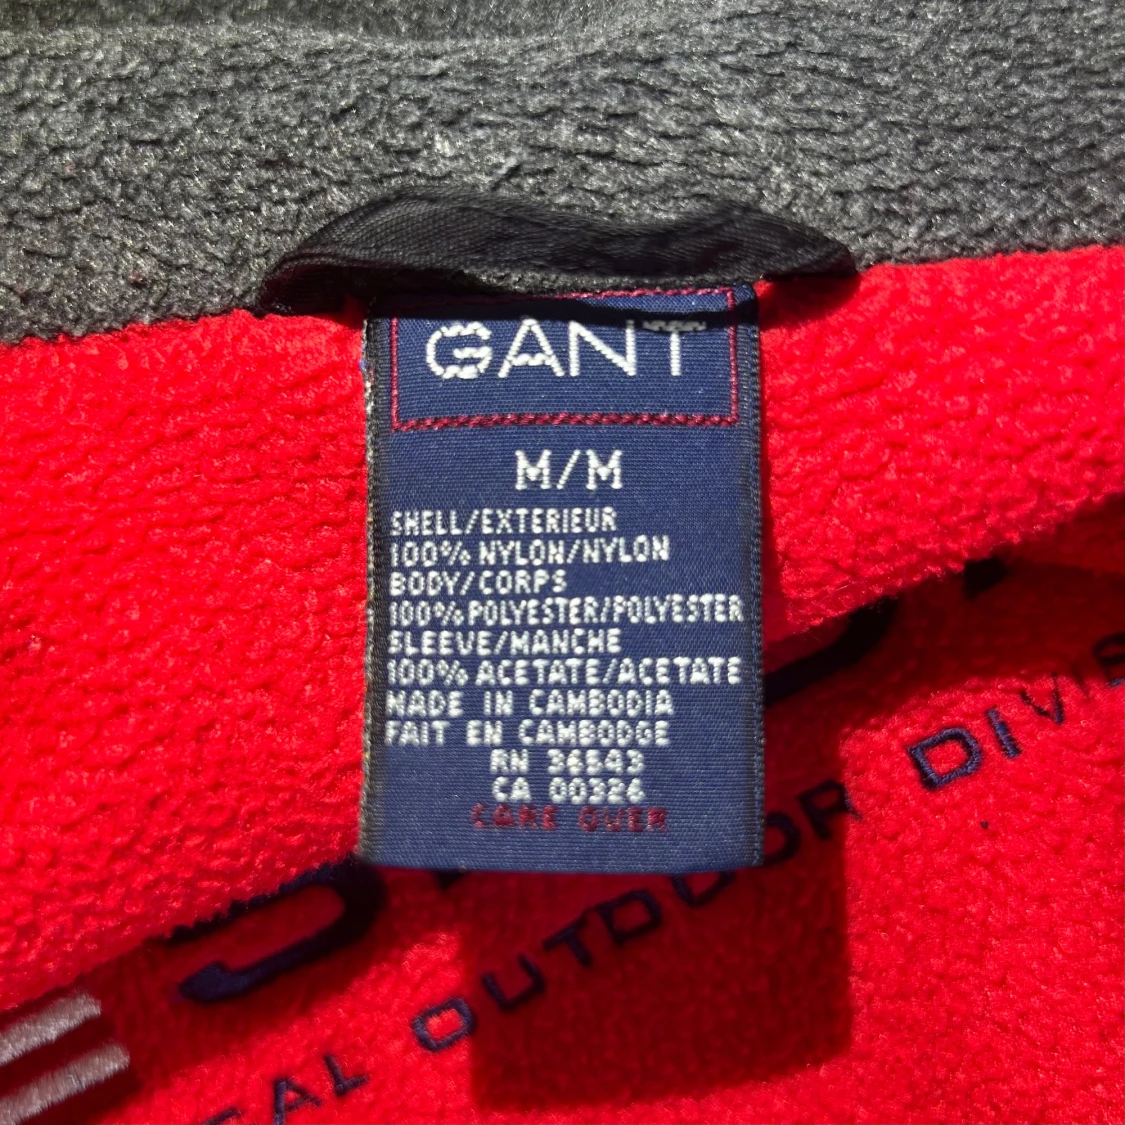 GANT
M/M
SHELL/EXTERIEUR
100% NYLON/NYLON
BODY/CORPS
100% POLYESTER/POLYESTER
SLEEVE/MANCHE
100% ACETATE/ACETATE
MADE IN CAMBODIA
FAIT EN CAMBODGE
RN 36543
CA 00326
CARE OVER
OUTDOOR